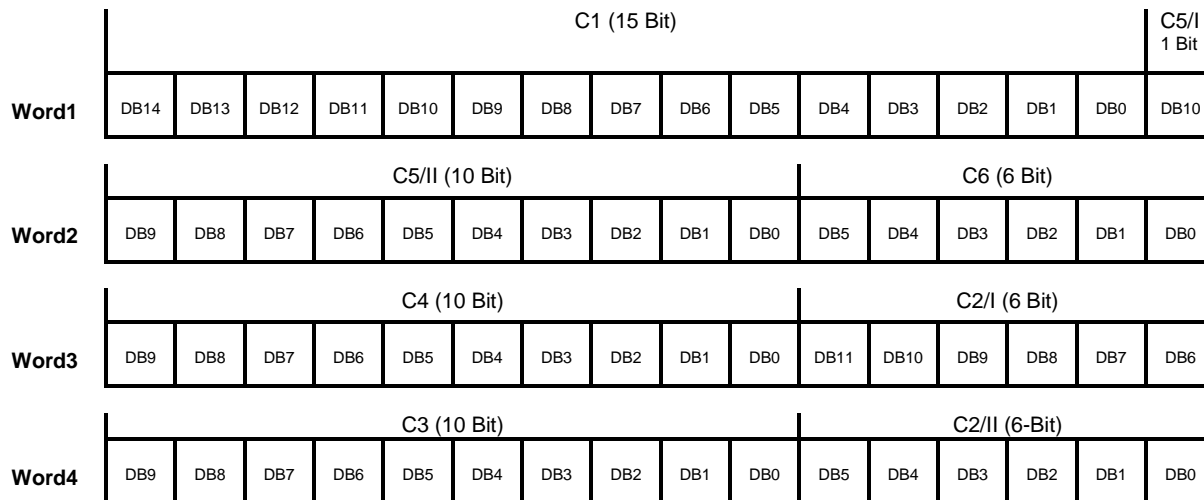 C1 (15 Bit) C5/I
1 Bit
Word1 DB14 DB13 DB12 DB11 DB10 DB9 DB8 DB7 DB6 DB5 DB4 DB3 DB2 DB1 DB0 DB10
C5/II (10 Bit) C6 (6 Bit)
Word2 DB9 DB8 DB7 DB6 DB5 DB4 DB3 DB2 DB1 DB0 DB5 DB4 DB3 DB2 DB1 DB0
C4 (10 Bit) C2/I (6 Bit)
Word3 DB9 DB8 DB7 DB6 DB5 DB4 DB3 DB2 DB1 DB0 DB11 DB10 DB9 DB8 DB7 DB6
C3 (10 Bit) C2/II (6-Bit)
Word4 DB9 DB8 DB7 DB6 DB5 DB4 DB3 DB2 DB1 DB0 DB5 DB4 DB3 DB2 DB1 DB0